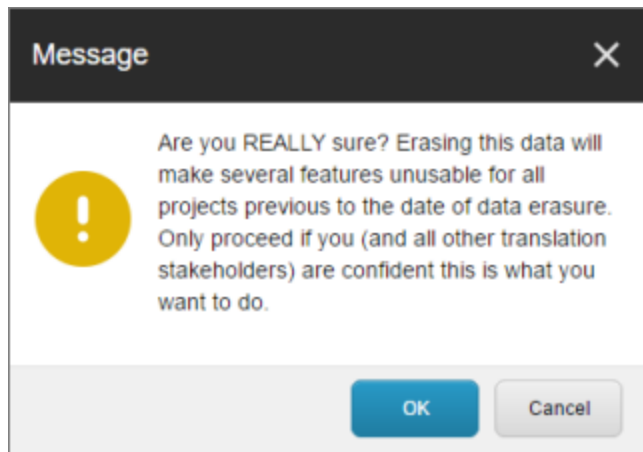 Message
Are you REALLY sure? Erasing this data will
make several features unusable for all
projects previous to the date of data erasure.
Only proceed if you (and all other translation
stakeholders) are confident this is what you
want to do.
OK
Cancel